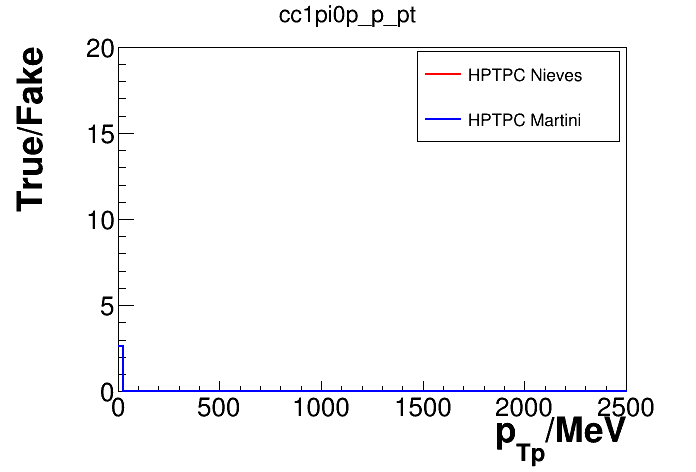 cc1pi0p_p_pt
True/Fake
20
15
10
5
0
HPTPC Nieves
HPTPC Martini
0 500 1000 1500 2000 2500
p_Tp/MeV